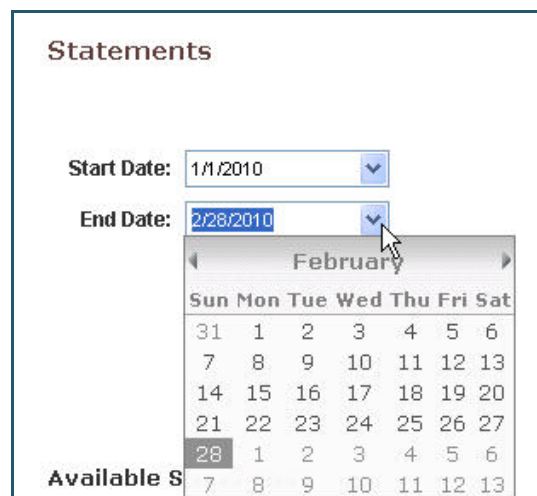 Statements
Start Date: 1/1/2010
End Date: 2/28/2010
February
Sun Mon Tue Wed Thu Fri Sat
31 1 2 3 4 5 6
7 8 9 10 11 12 13
14 15 16 17 18 19 20
21 22 23 24 25 26 27
28 1 2 3 4 5 6
Available S 7 8 9 10 11 12 13